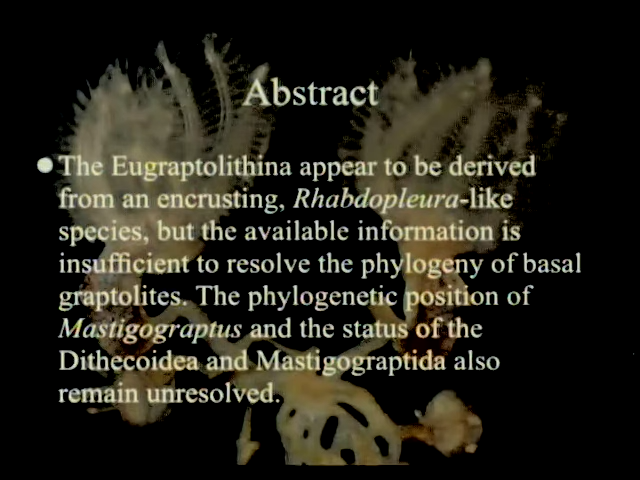 Abstract
The Eugraptolithina appear to be derived
from an encrusting, Rhabdopleura-like
species, but the available information is
insufficient to resolve the phylogeny of basal
graptolites. The phylogenetic position of
Mastigograptus and the status of the
Dithecoidea and Mastigograptida also
remain unresolved.